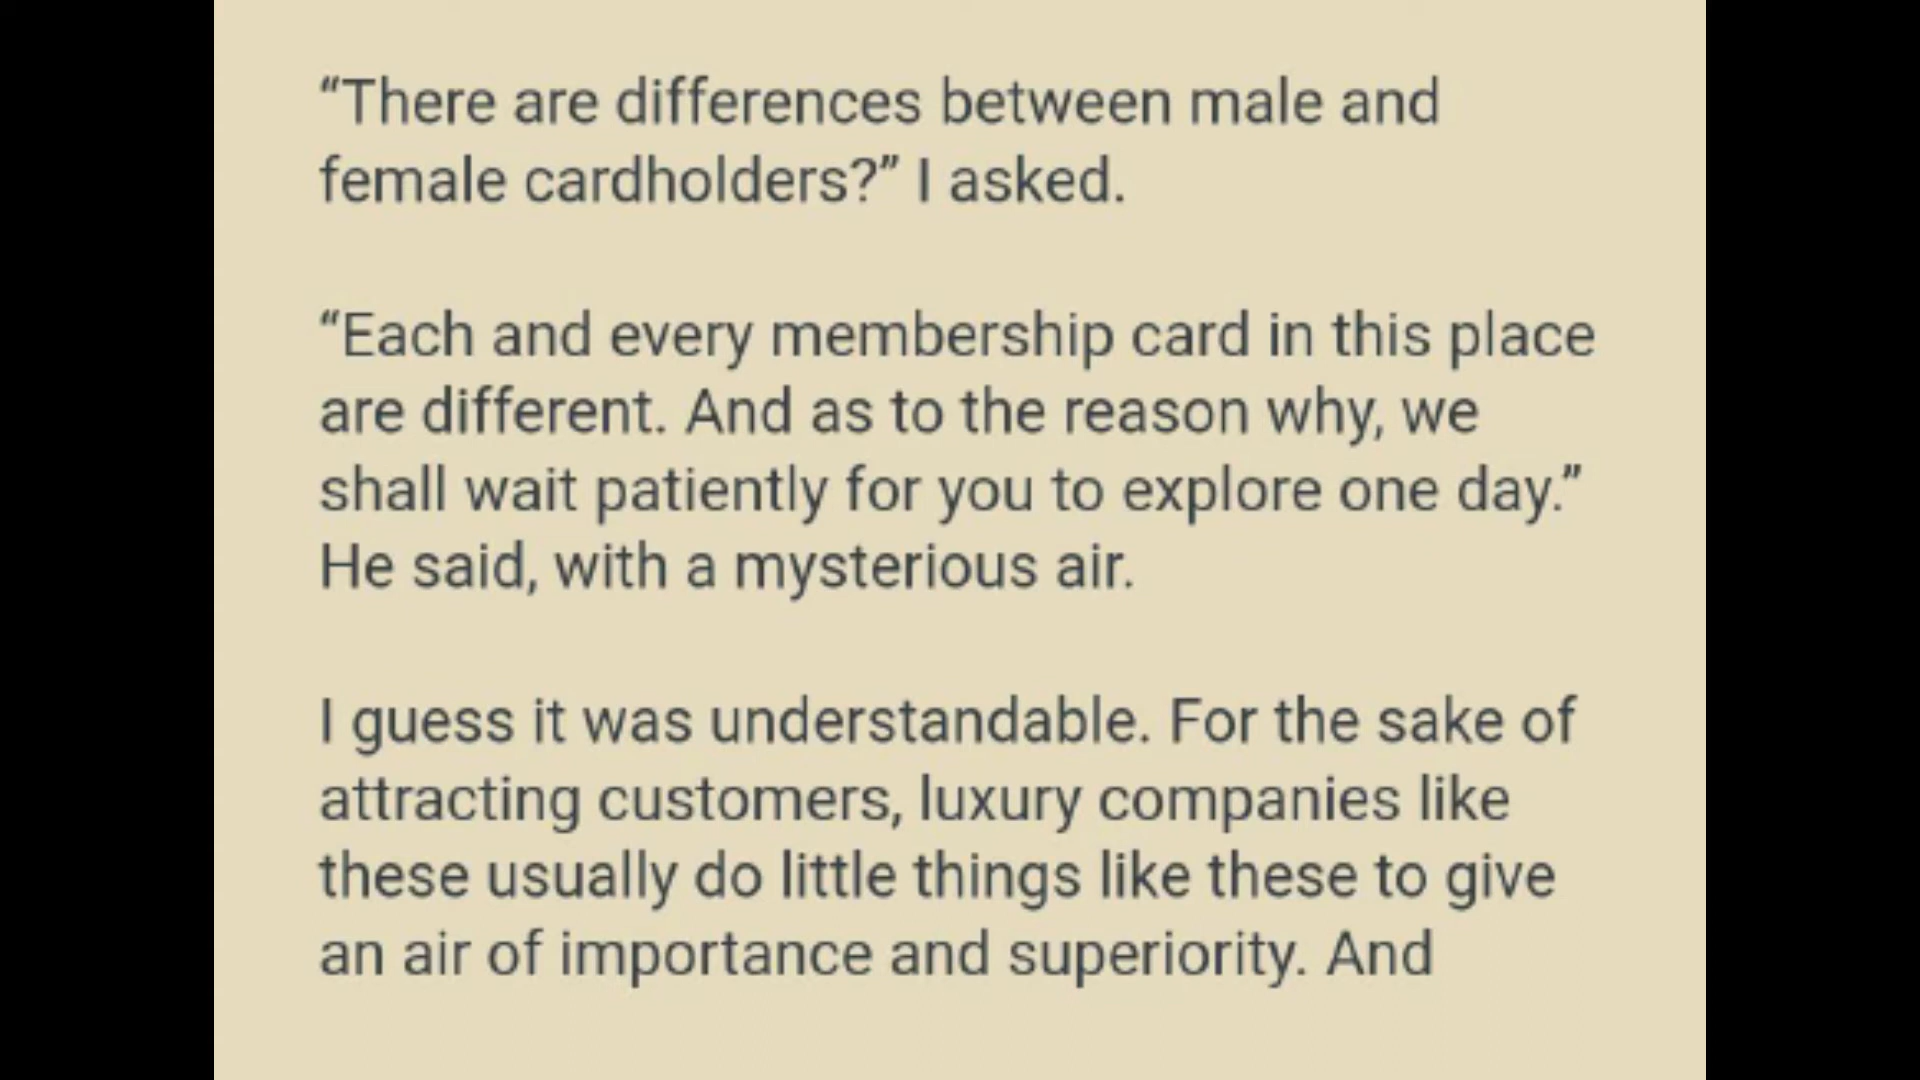 “There are differences between male and
female cardholders?” I asked.
“Each and every membership card in this place
are different. And as to the reason why, we
shall wait patiently for you to explore one day.”
He said, with a mysterious air.
I guess it was understandable. For the sake of
attracting customers, luxury companies like
these usually do little things like these to give
an air of importance and superiority. And